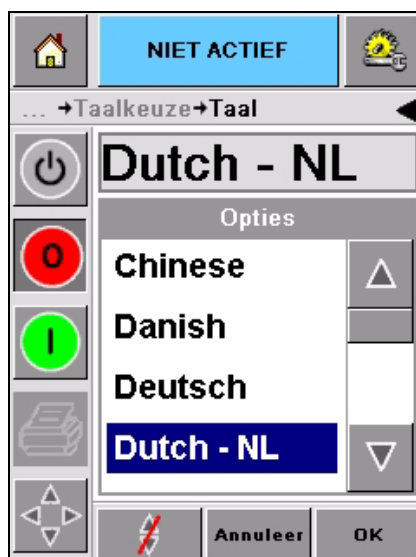 NIET ACTIEF
... →Taalkeuze→Taal
Dutch - NL
Opties
Chinese
Danish
Deutsch
Dutch - NL
O
I
Annuleer
OK